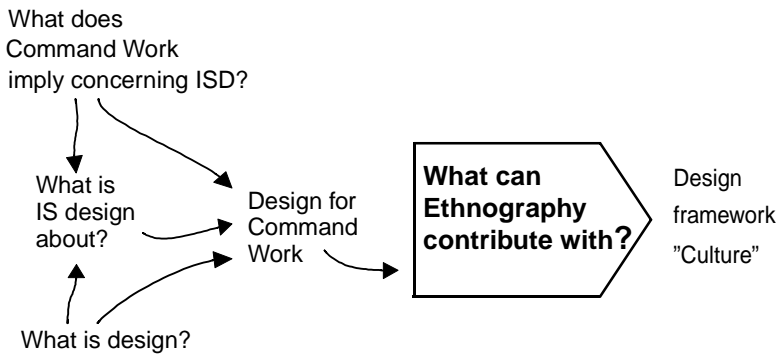 What does
Command Work
imply concerning ISD?
What is
IS design
about?
What is design?
Design for
Command
Work
What can
Ethnography
contribute with?
Design
framework
”Culture”